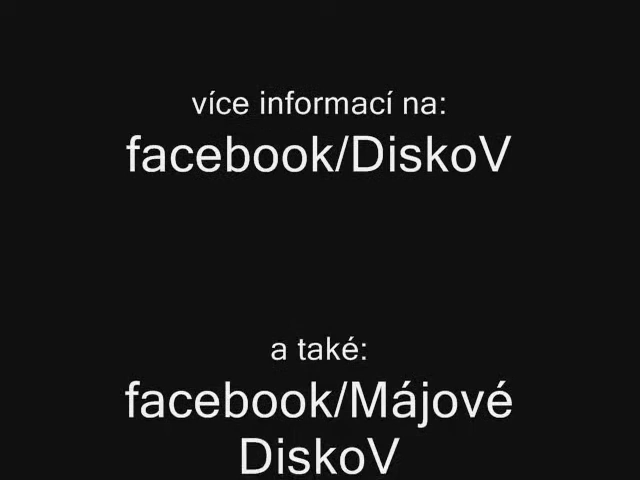 více informací na:
facebook/DiskoV
a také:
facebook/Májové
DiskoV